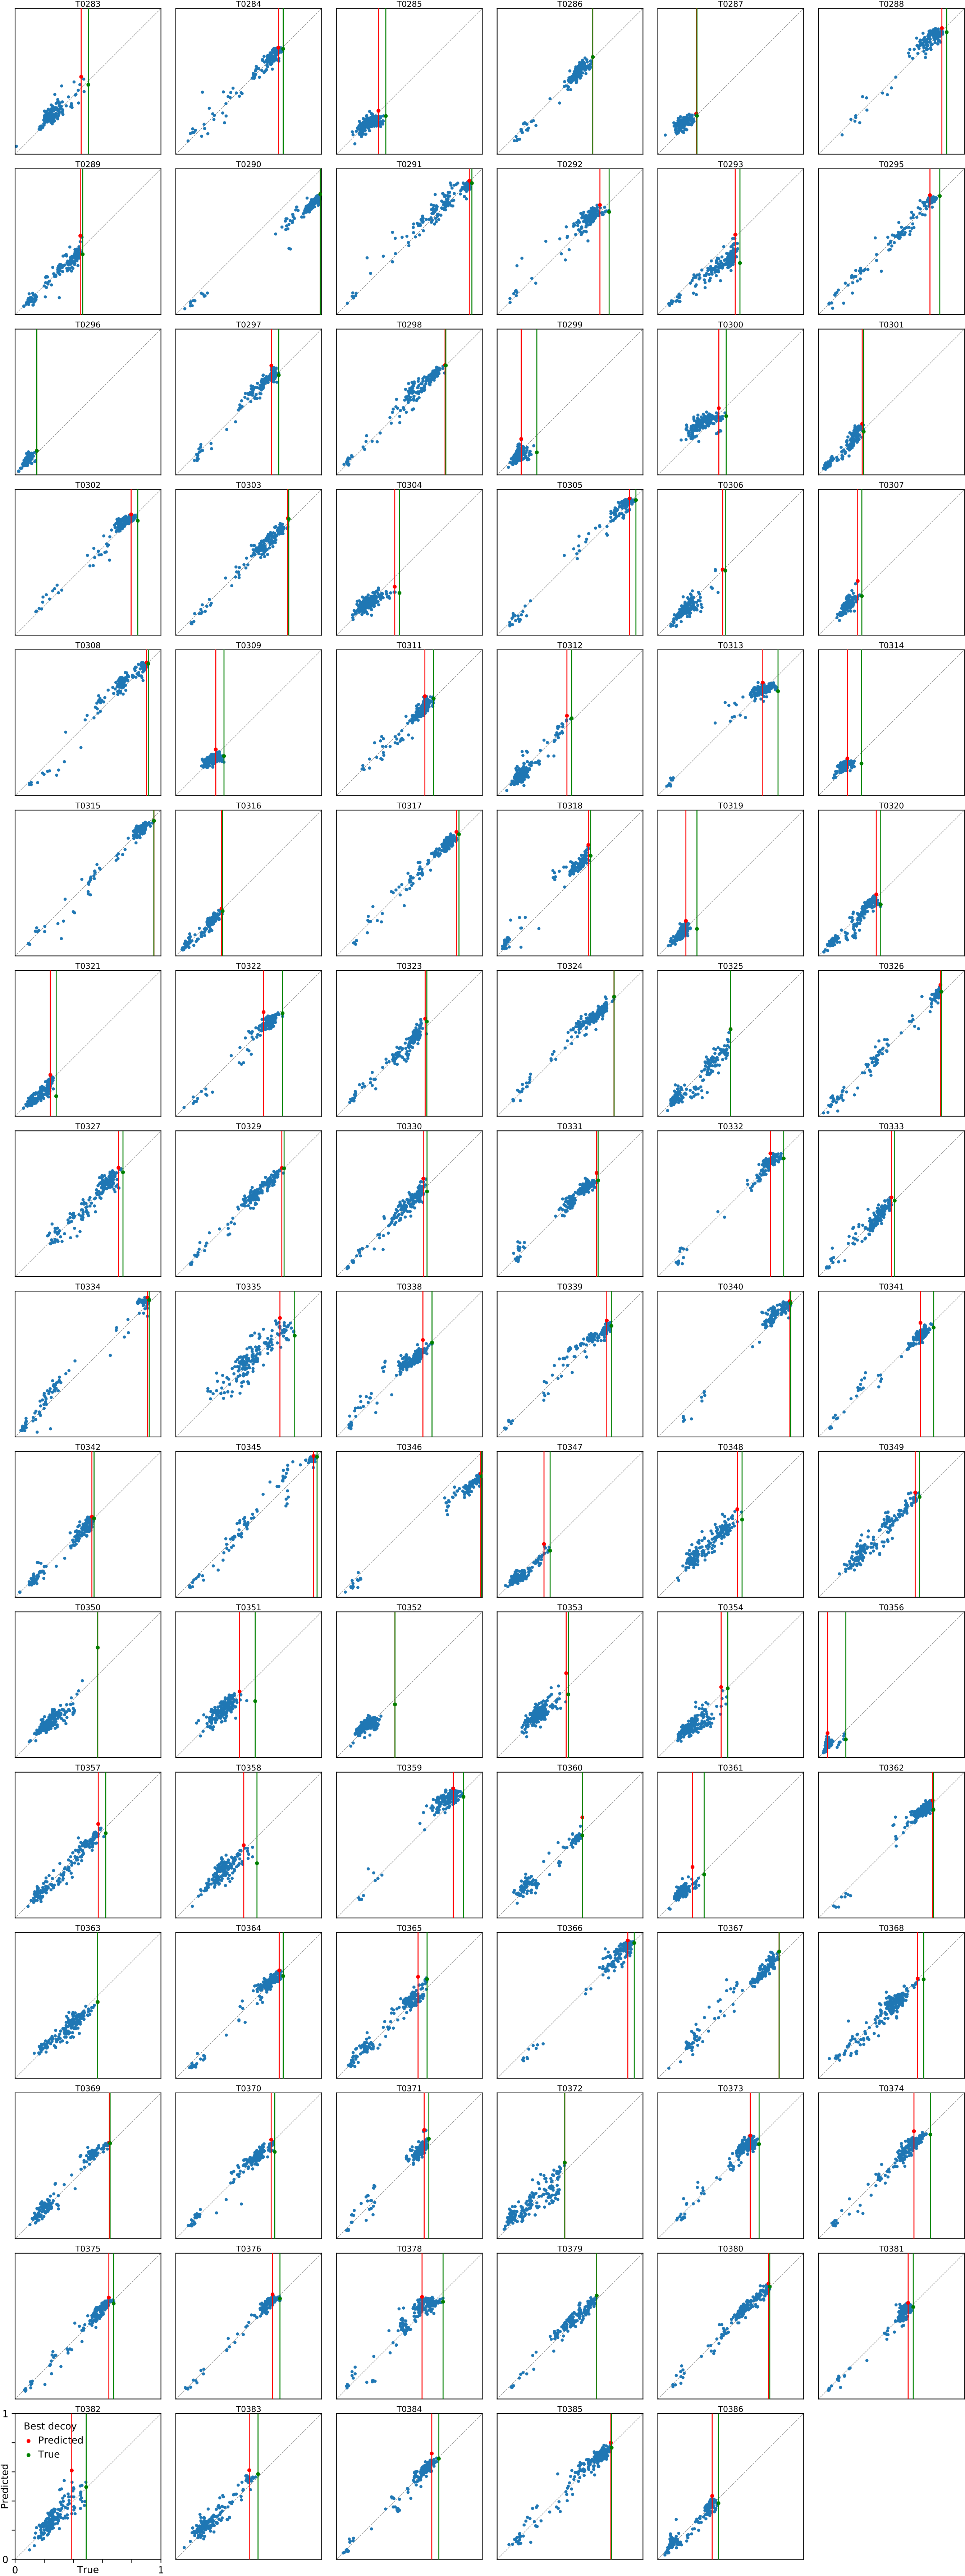 T0283 T0284 T0285 T0286 T0287 T0288
T0289 T0290 T0291 T0292 T0293 T0295
T0296 T0297 T0298 T0299 T0300 T0301
T0302 T0303 T0304 T0305 T0306 T0307
T0308 T0309 T0311 T0312 T0313 T0314
T0315 T0316 T0317 T0318 T0319 T0320
T0321 T0322 T0323 T0324 T0325 T0326
T0327 T0329 T0330 T0331 T0332 T0333
T0334 T0335 T0338 T0339 T0340 T0341
T0342 T0345 T0346 T0347 T0348 T0349
T0350 T0351 T0352 T0353 T0354 T0356
T0357 T0358 T0359 T0360 T0361 T0362
T0363 T0364 T0365 T0366 T0367 T0368
T0369 T0370 T0371 T0372 T0373 T0374
T0375 T0376 T0378 T0379 T0380 T0381
T0382 T0383 T0384 T0385 T0386
1
Best decoy
Predicted
True
Predicted
0
0 True 1